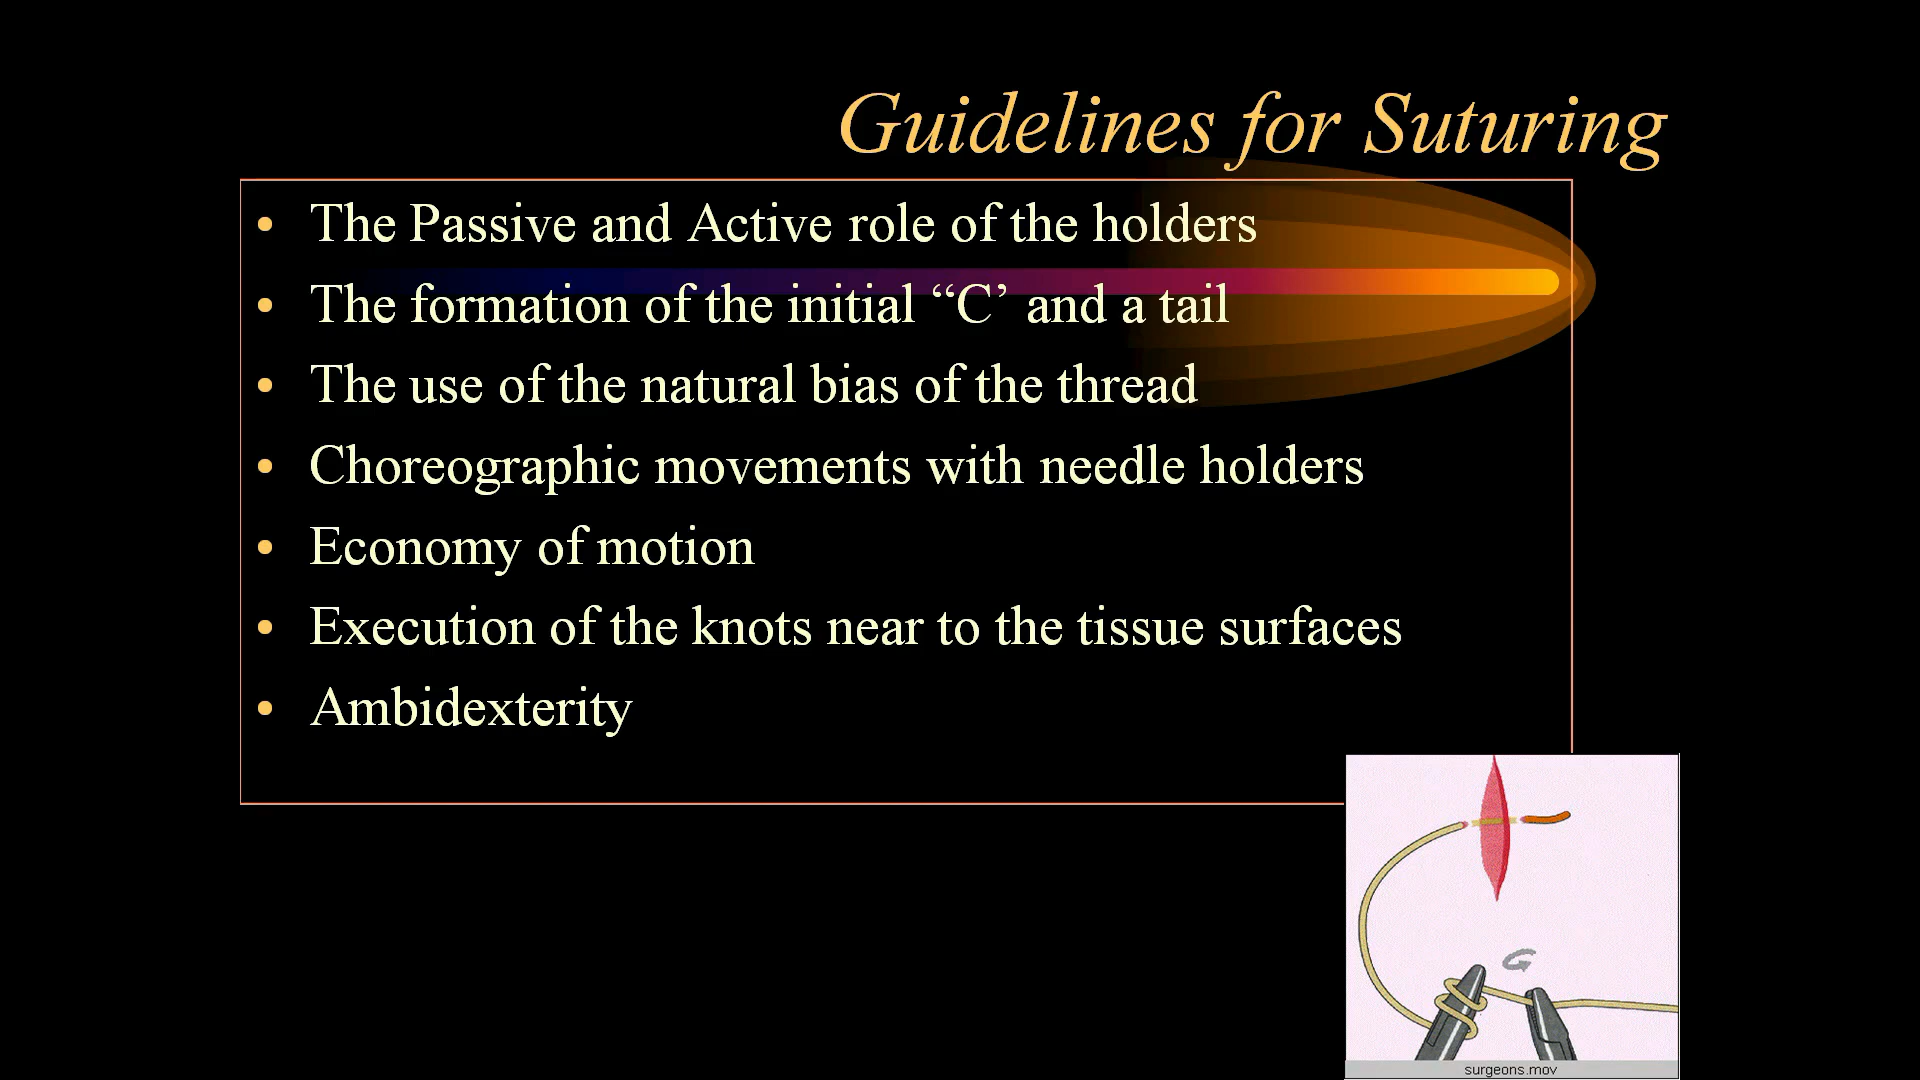 Guidelines for Suturing
• The Passive and Active role of the holders
• The formation of the initial “C’ and a tail
• The use of the natural bias of the thread
• Choreographic movements with needle holders
• Economy of motion
• Execution of the knots near to the tissue surfaces
• Ambidexterity
surgeons.mov